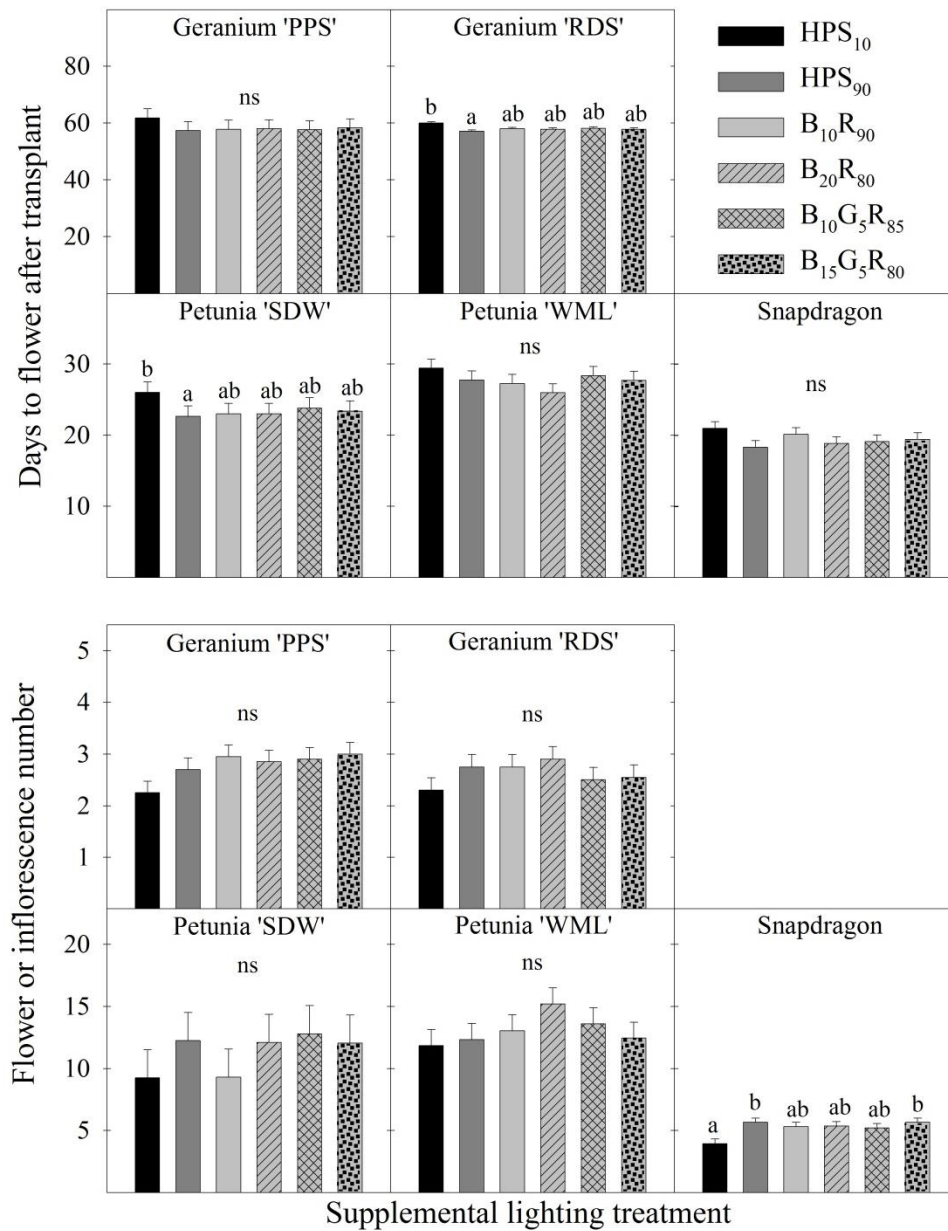 Geranium 'PPS'
Geranium 'RDS'
HPS₁₀
HPS₉₀
B₁₀R₉₀
B₂₀R₈₀
B₁₀G₅R₈₅
B₁₅G₅R₈₀
80
60
40
20
ns
b a ab ab ab ab
Days to flower after transplant
Petunia 'SDW'
Petunia 'WML'
Snapdragon
30
20
10
b a ab ab ab ab
ns
ns
Geranium 'PPS'
Geranium 'RDS'
5
4
3
2
1
ns
ns
Flower or inflorescence number
Petunia 'SDW'
Petunia 'WML'
Snapdragon
20
15
10
5
ns
ns
a b ab ab ab b
Supplemental lighting treatment